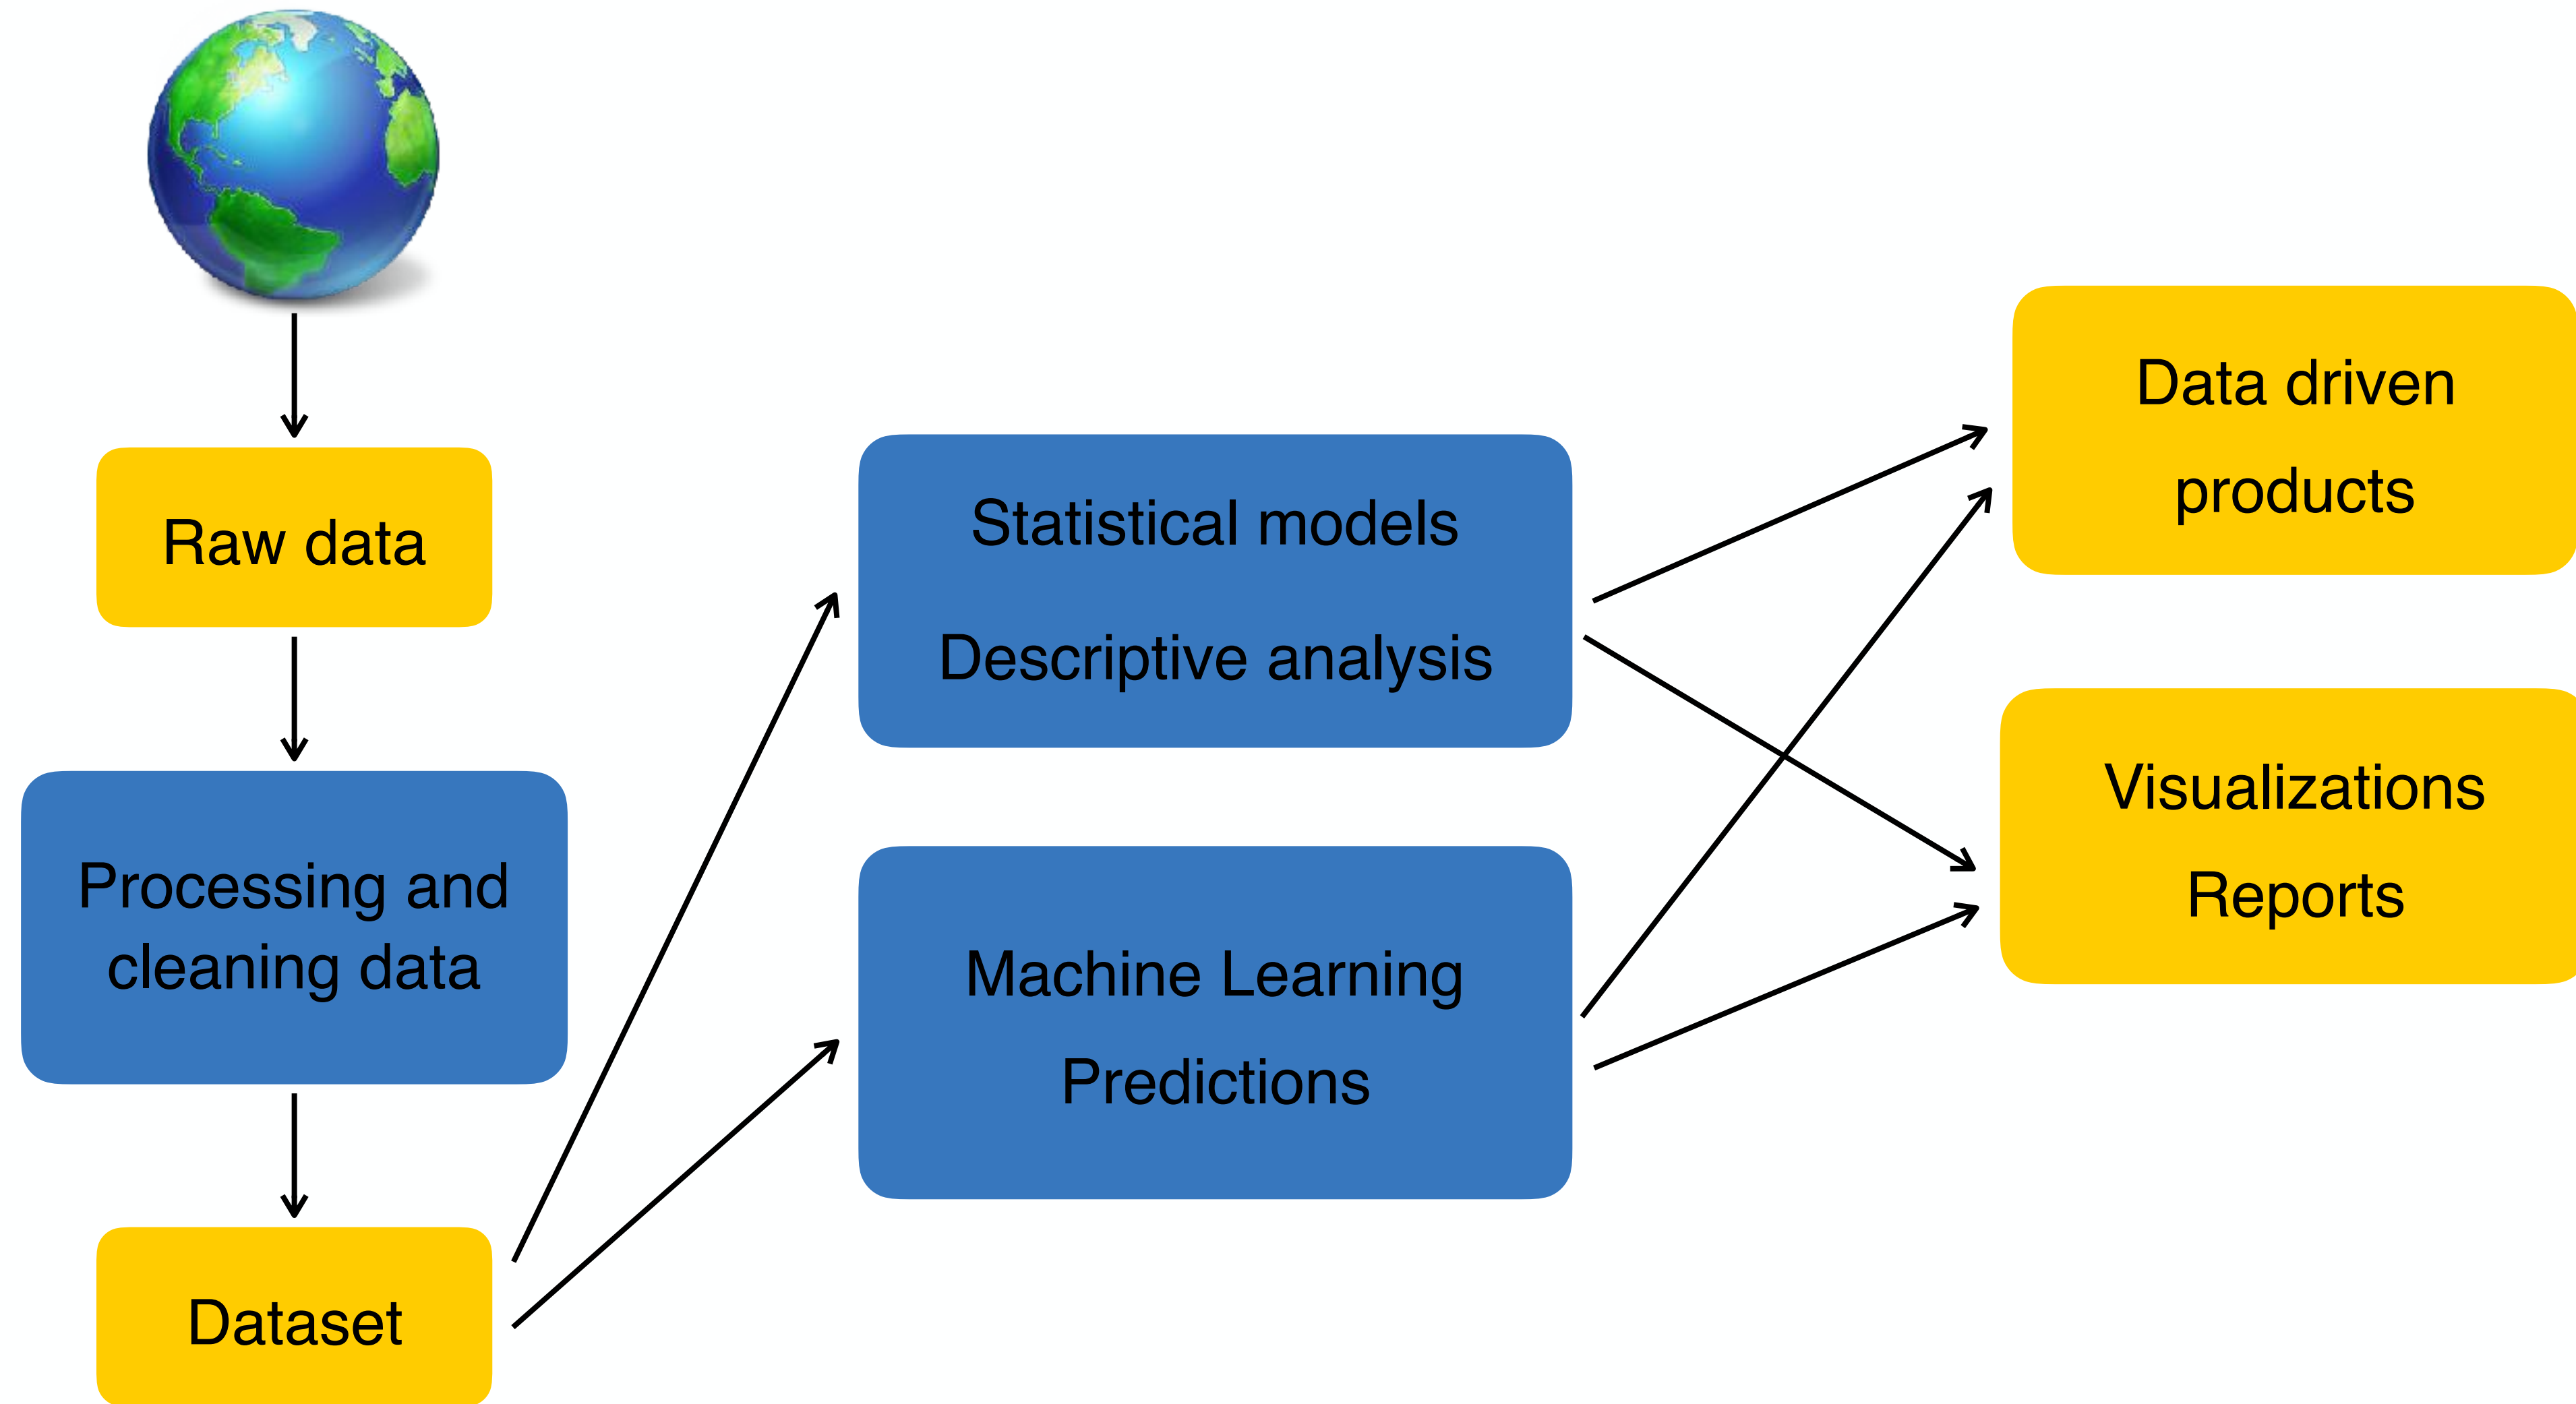 Raw data
Processing and
cleaning data
Dataset
Statistical models
Descriptive analysis
Machine Learning
Predictions
Data driven
products
Visualizations
Reports